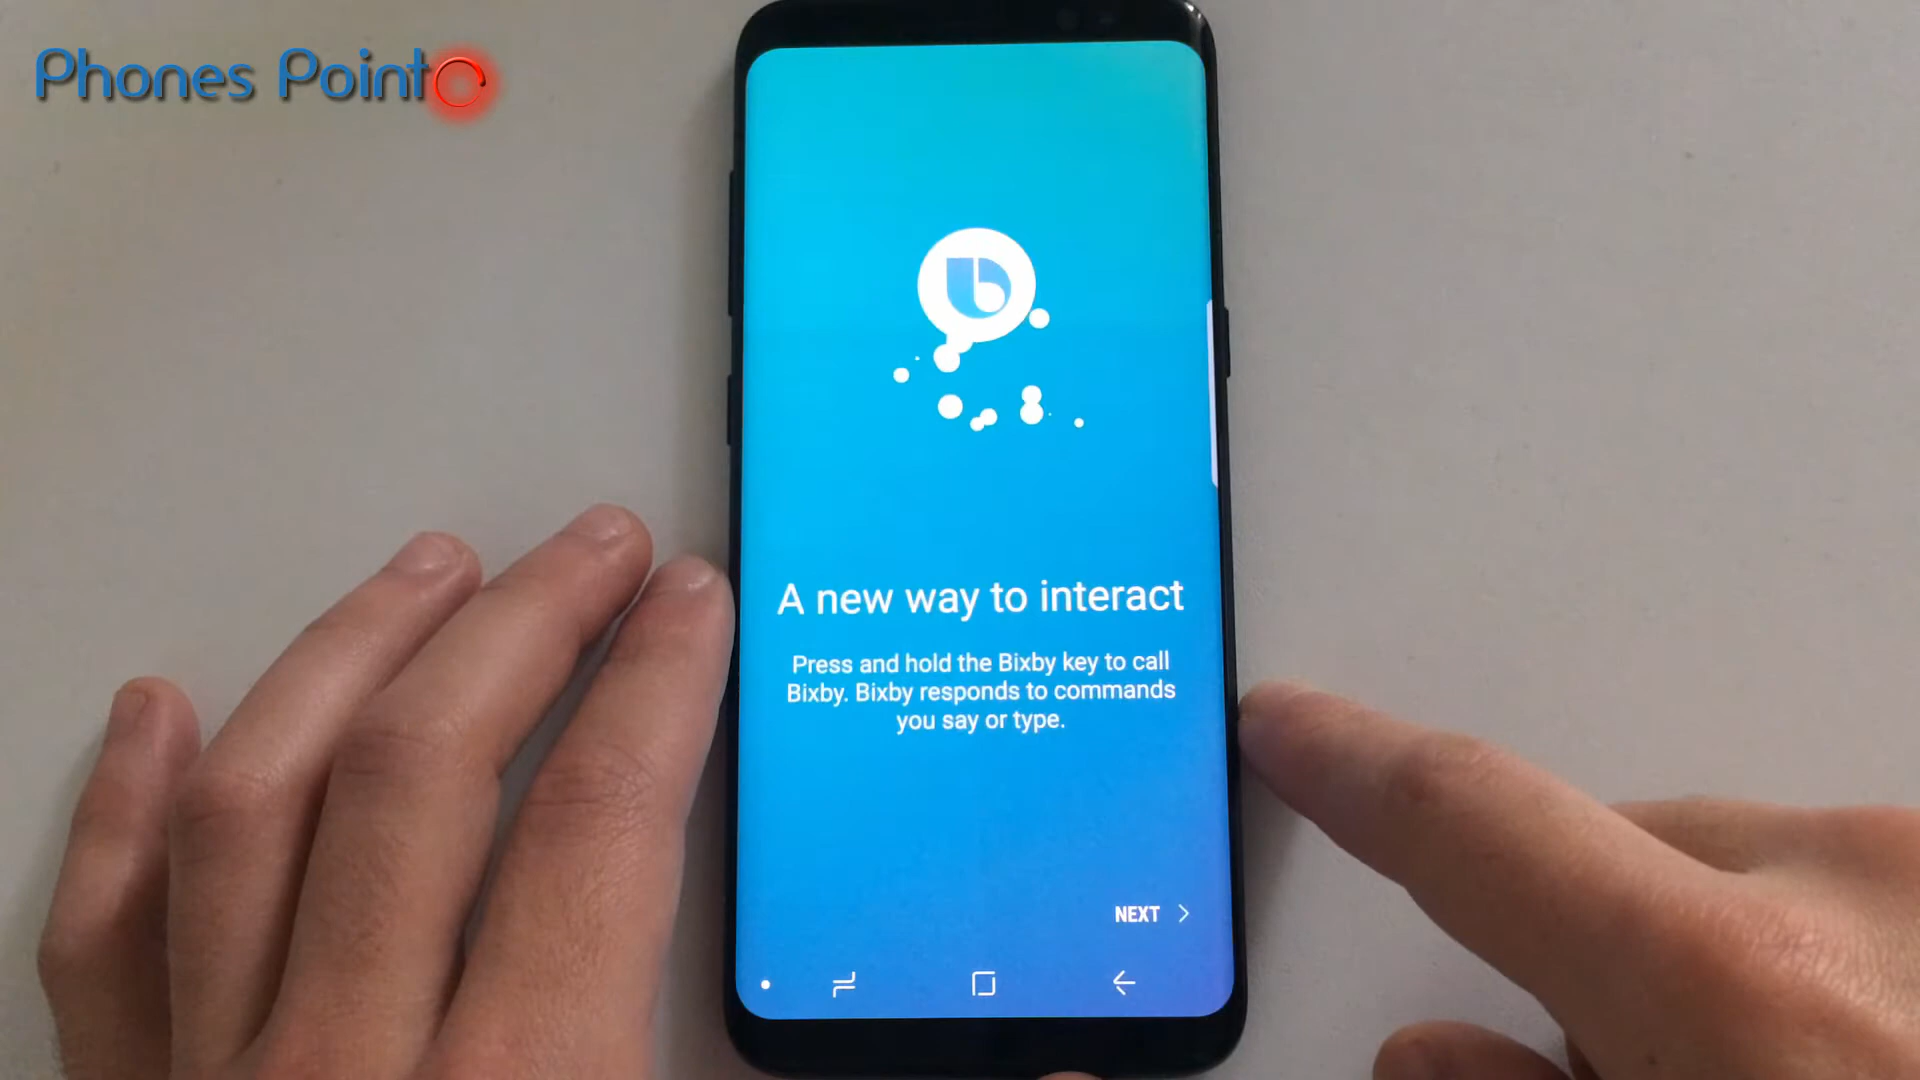 Phones Point
A new way to interact
Press and hold the Bixby key to call
Bixby. Bixby responds to commands
you say or type.
NEXT